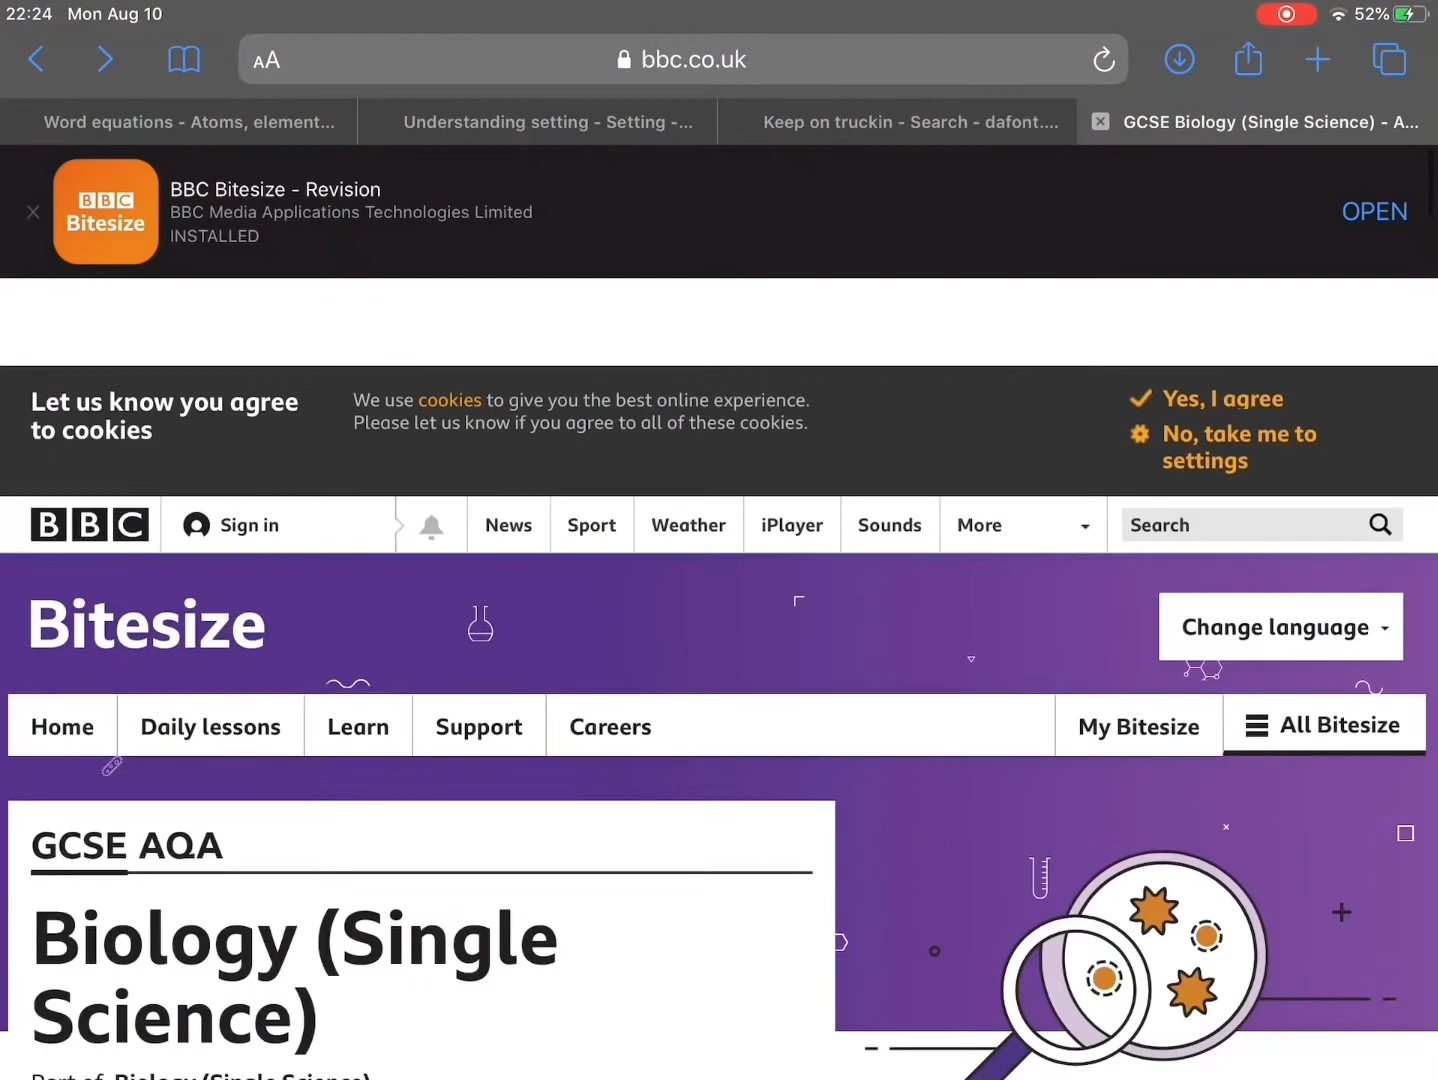 22:24 Mon Aug 10
52%
AA
bbc.co.uk
Word equations - Atoms, element...
Understanding setting - Setting -...
Keep on truckin - Search - dafont....
GCSE Biology (Single Science) - A...
BBC
Bitesize
BBC Bitesize - Revision
BBC Media Applications Technologies Limited
INSTALLED
OPEN
Let us know you agree
to cookies
We use cookies to give you the best online experience.
Please let us know if you agree to all of these cookies.
Yes, I agree
No, take me to
settings
BBC
Sign in
News
Sport
Weather
iPlayer
Sounds
More
Search
Bitesize
Change language
Home
Daily lessons
Learn
Support
Careers
My Bitesize
All Bitesize
GCSE AQA
Biology (Single
Science)
Part of Biology (Single Science)